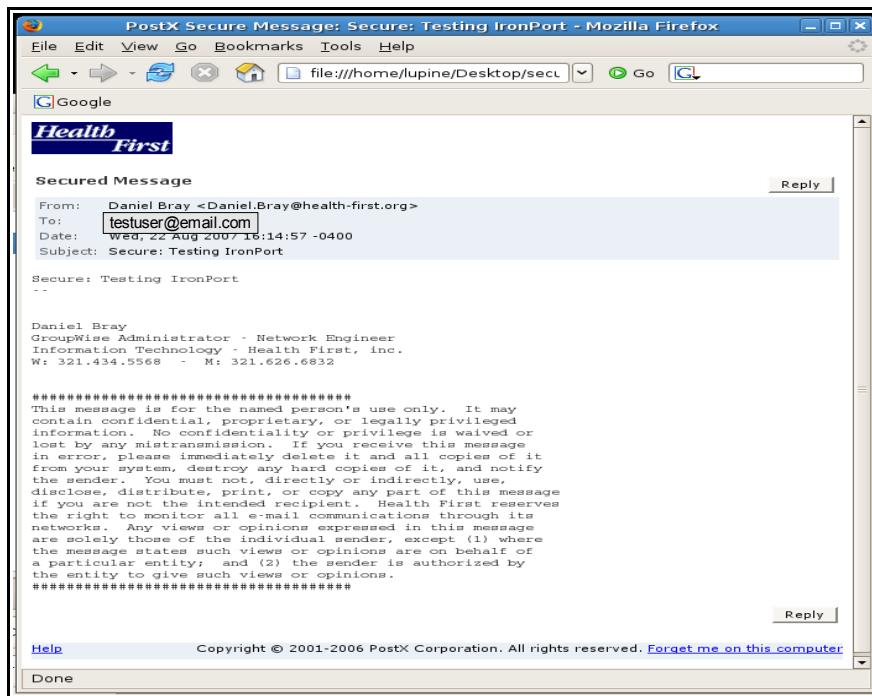 PostX Secure Message: Secure: Testing IronPort - Mozilla Firefox
File Edit View Go Bookmarks Tools Help
file:///home/lupine/Desktop/secu Go G
G Google
Health
First
Secured Message
Reply
From: Daniel Bray <Daniel.Bray@health-first.org>
To: testuser@email.com
Date: Wed, 22 Aug 2007 16:14:57 -0400
Subject: Secure: Testing IronPort
Secure: Testing IronPort
--
Daniel Bray
GroupWise Administrator - Network Engineer
Information Technology - Health First, inc.
W: 321.434.5568 - M: 321.626.6832
#####################################
This message is for the named person's use only. It may
contain confidential, proprietary, or legally privileged
information. No confidentiality or privilege is waived or
lost by any mistransmission. If you receive this message
in error, please immediately delete it and all copies of it
from your system, destroy any hard copies of it, and notify
the sender. You must not, directly or indirectly, use,
disclose, distribute, print, or copy any part of this message
if you are not the intended recipient. Health First reserves
the right to monitor all e-mail communications through its
networks. Any views or opinions expressed in this message
are solely those of the individual sender, except (1) where
the message states such views or opinions are on behalf of
a particular entity; and (2) the sender is authorized by
the entity to give such views or opinions.
#####################################
Reply
Help Copyright © 2001-2006 PostX Corporation. All rights reserved. Forget me on this computer
Done